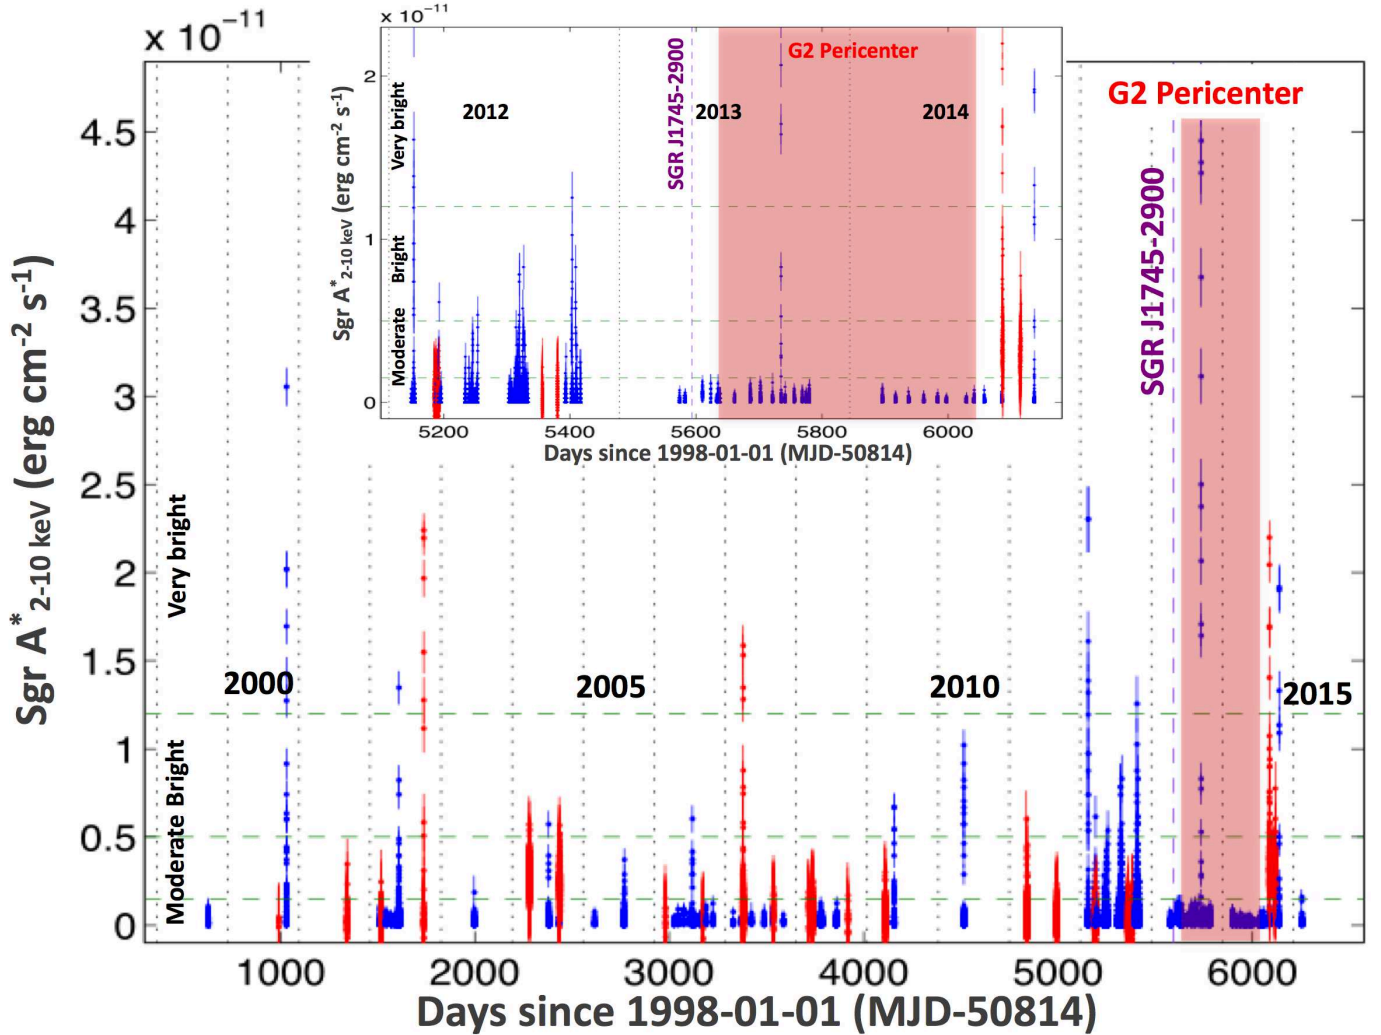 x 10⁻¹¹
4.5
4
3.5
3
2.5
2
1.5
1
0.5
0
Sgr A* 2-10 keV (erg cm⁻² s⁻¹)
Very bright
Bright
Moderate
2000
2005
2010
2015
SGR J1745-2900
G2 Pericenter
1000
2000
3000
4000
5000
6000
Days since 1998-01-01 (MJD-50814)
x 10⁻¹¹
2
1
0
Sgr A* 2-10 keV (erg cm⁻² s⁻¹)
Very bright
Bright
Moderate
2012
SGR J1745-2900
2013
G2 Pericenter
2014
5200
5400
5600
5800
6000
Days since 1998-01-01 (MJD-50814)